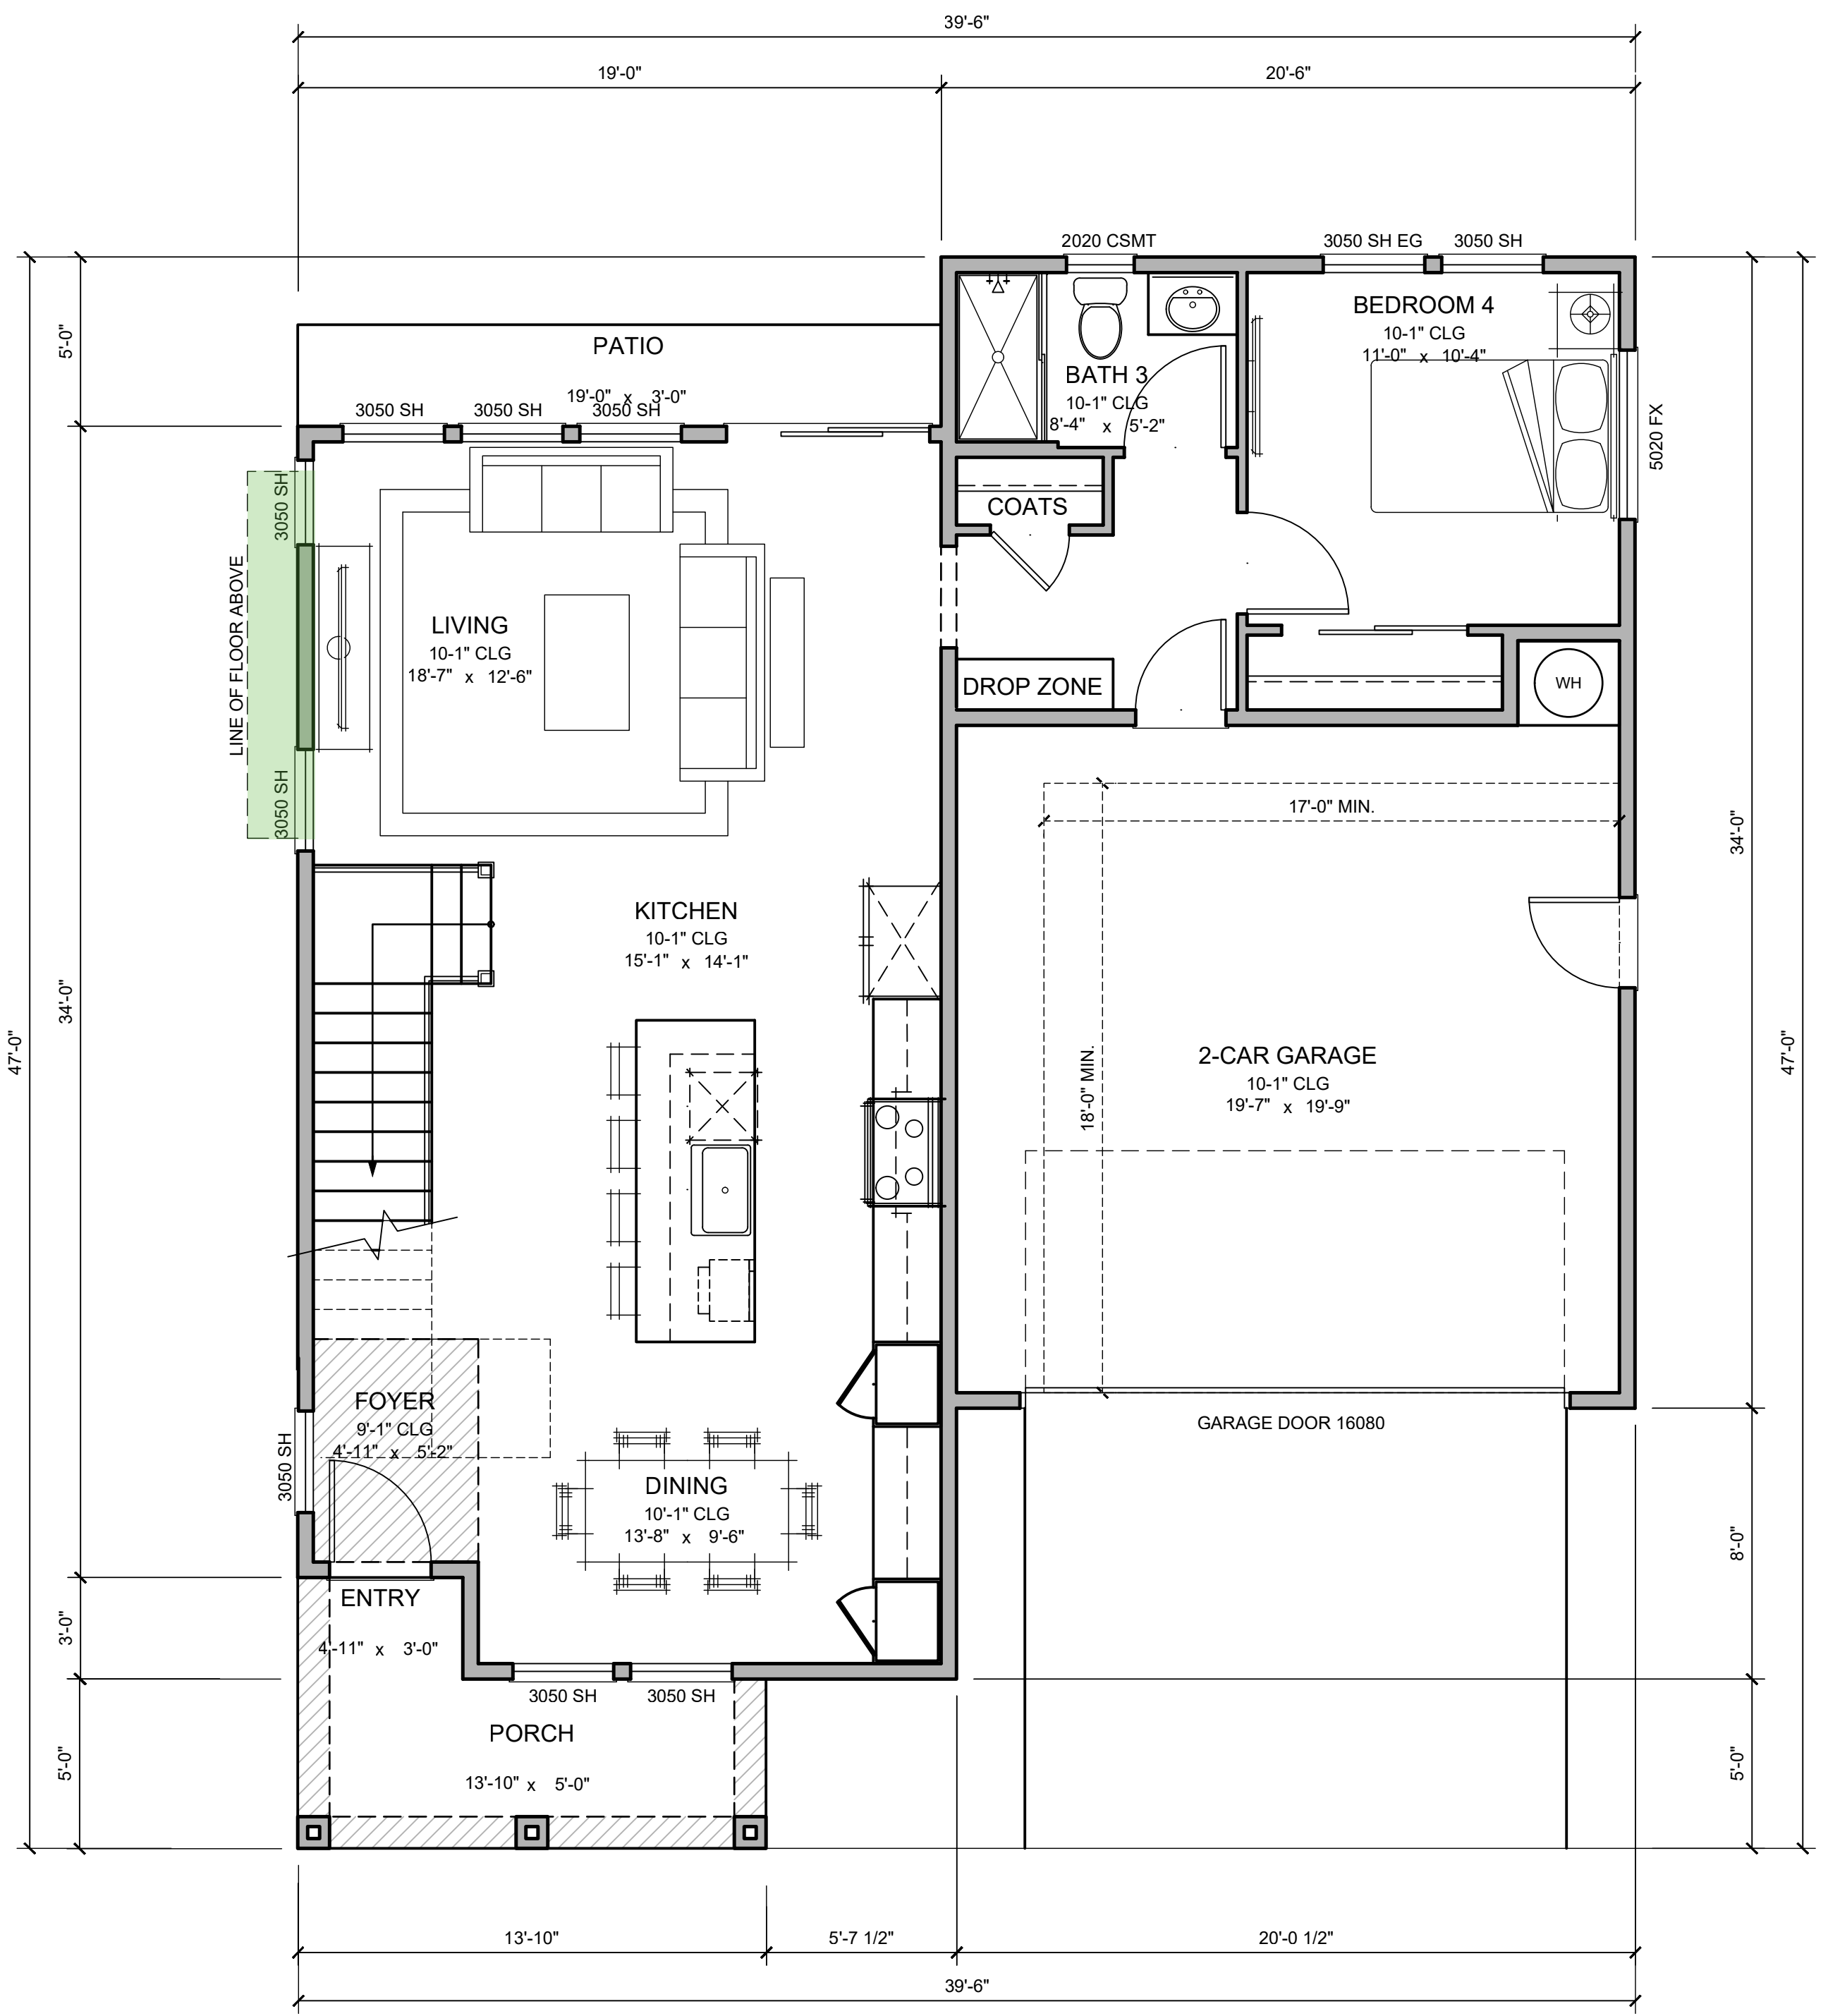 39'-6"
19'-0"
20'-6"
2020 CSMT
3050 SH EG
3050 SH
5'-0"
PATIO
19'-0" x 3'-0"
3050 SH
3050 SH
3050 SH
BATH 3
10-1" CLG
8'-4" x 5'-2"
BEDROOM 4
10-1" CLG
11'-0" x 10'-4"
5020 FX
3050 SH
LINE OF FLOOR ABOVE
3050 SH
COATS
LIVING
10-1" CLG
18'-7" x 12'-6"
DROP ZONE
WH
17'-0" MIN.
18'-0" MIN.
34'-0"
34'-0"
47'-0"
47'-0"
KITCHEN
10-1" CLG
15'-1" x 14'-1"
2-CAR GARAGE
10-1" CLG
19'-7" x 19'-9"
GARAGE DOOR 16080
FOYER
9'-1" CLG
4'-11" x 5'-2"
3050 SH
DINING
10'-1" CLG
13'-8" x 9'-6"
8'-0"
ENTRY
4'-11" x 3'-0"
3'-0"
3050 SH
3050 SH
PORCH
13'-10" x 5'-0"
5'-0"
5'-0"
13'-10"
5'-7 1/2"
20'-0 1/2"
39'-6"